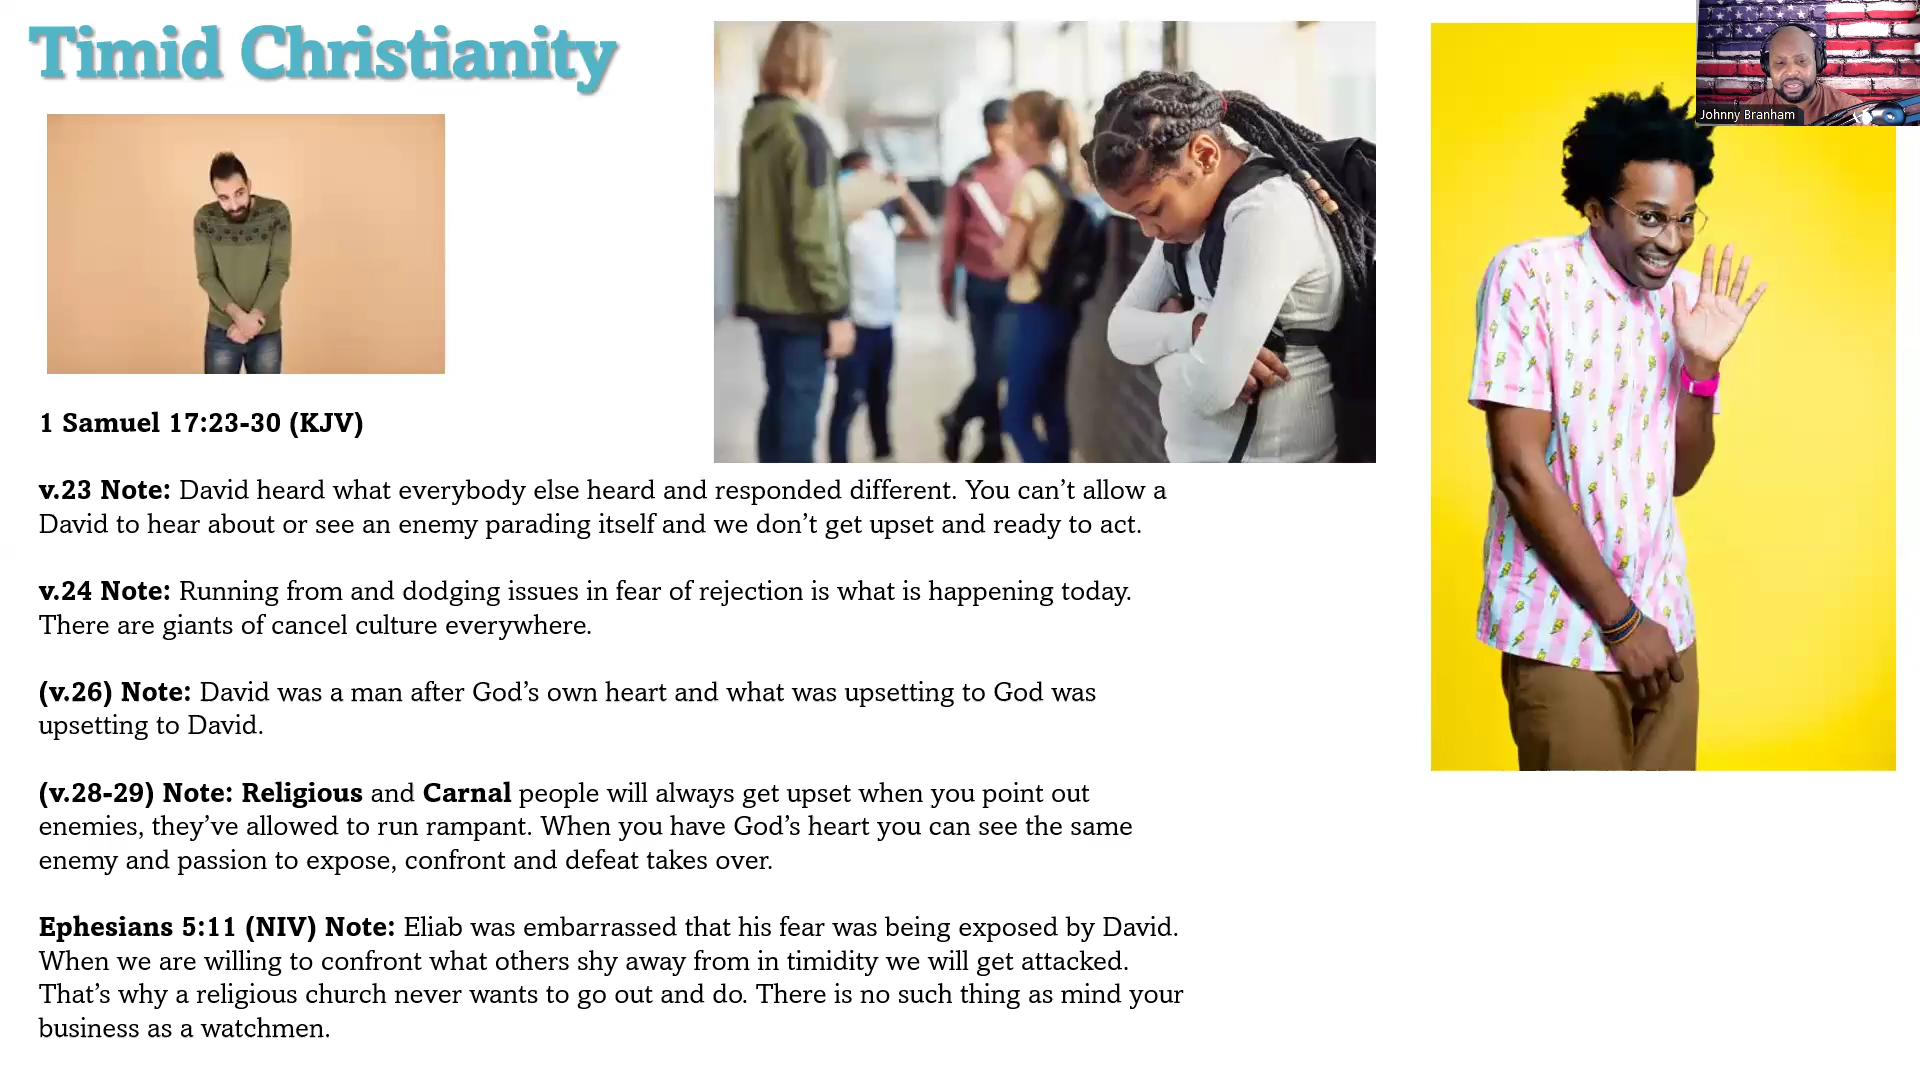 Timid Christianity
Johnny Branham
1 Samuel 17:23-30 (KJV)
v.23 Note: David heard what everybody else heard and responded different. You can’t allow a
David to hear about or see an enemy parading itself and we don’t get upset and ready to act.
v.24 Note: Running from and dodging issues in fear of rejection is what is happening today.
There are giants of cancel culture everywhere.
(v.26) Note: David was a man after God’s own heart and what was upsetting to God was
upsetting to David.
(v.28-29) Note: Religious and Carnal people will always get upset when you point out
enemies, they’ve allowed to run rampant. When you have God’s heart you can see the same
enemy and passion to expose, confront and defeat takes over.
Ephesians 5:11 (NIV) Note: Eliab was embarrassed that his fear was being exposed by David.
When we are willing to confront what others shy away from in timidity we will get attacked.
That’s why a religious church never wants to go out and do. There is no such thing as mind your
business as a watchmen.